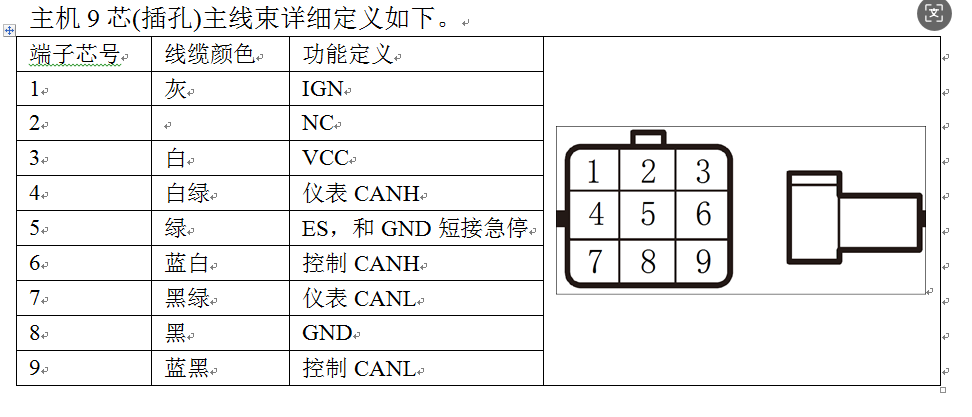 主机 9 芯(插孔)主线束详细定义如下。
端子芯号 线缆颜色 功能定义
1 灰 IGN
2 NC
3 白 VCC
4 白绿 仪表 CANH
5 绿 ES，和 GND 短接急停
6 蓝白 控制 CANH
7 黑绿 仪表 CANL
8 黑 GND
9 蓝黑 控制 CANL
1 2 3
4 5 6
7 8 9